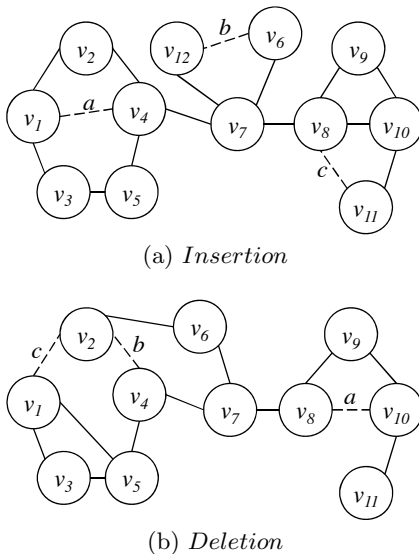 b
v12
v6
v2
v9
a
v1
v4
v7
v8
v10
c
v3
v5
v11
(a) Insertion
c
v2
b
v6
v9
v1
v4
v7
v8
a
v10
v3
v5
v11
(b) Deletion